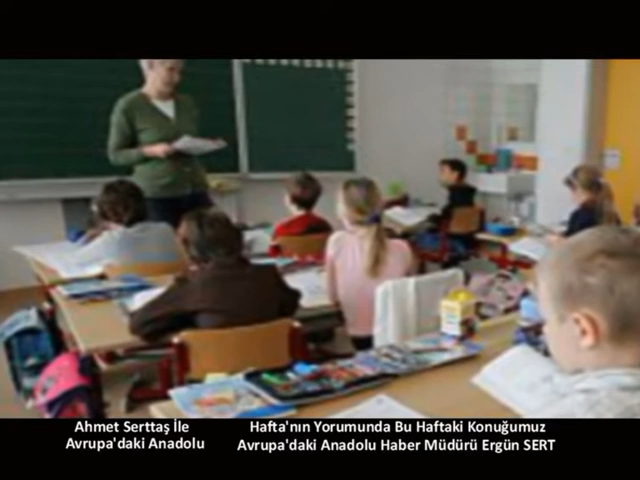 Ahmet Serttaş İle
Avrupa'daki Anadolu
Hafta'nın Yorumunda Bu Haftaki Konuğumuz
Avrupa'daki Anadolu Haber Müdürü Ergün SERT